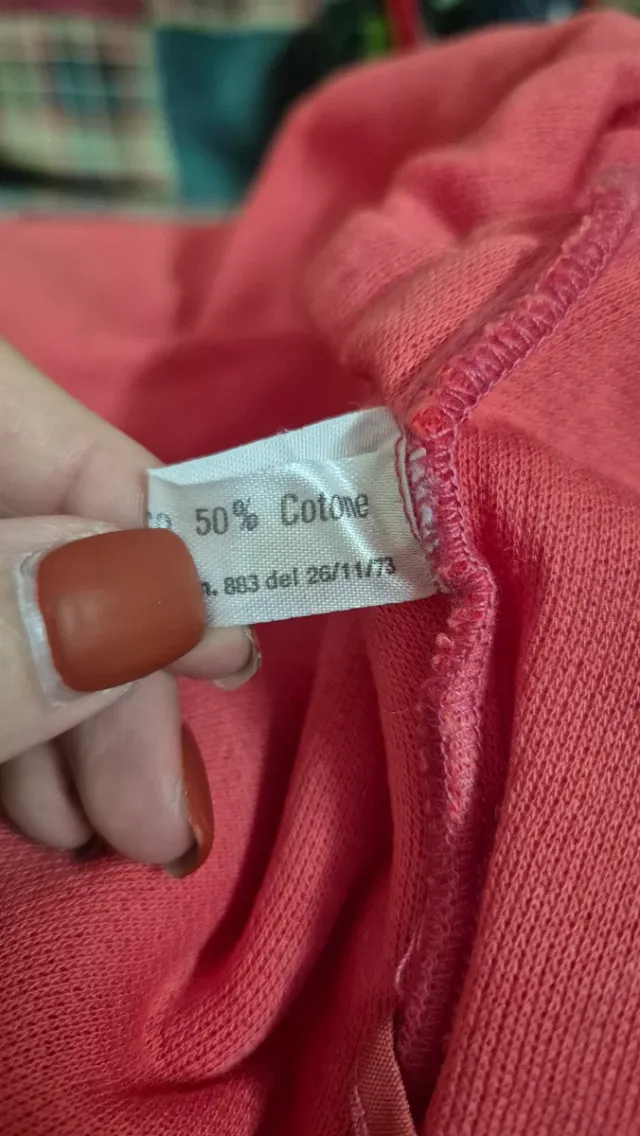 50% Cotone
n. 883 del 26/11/73